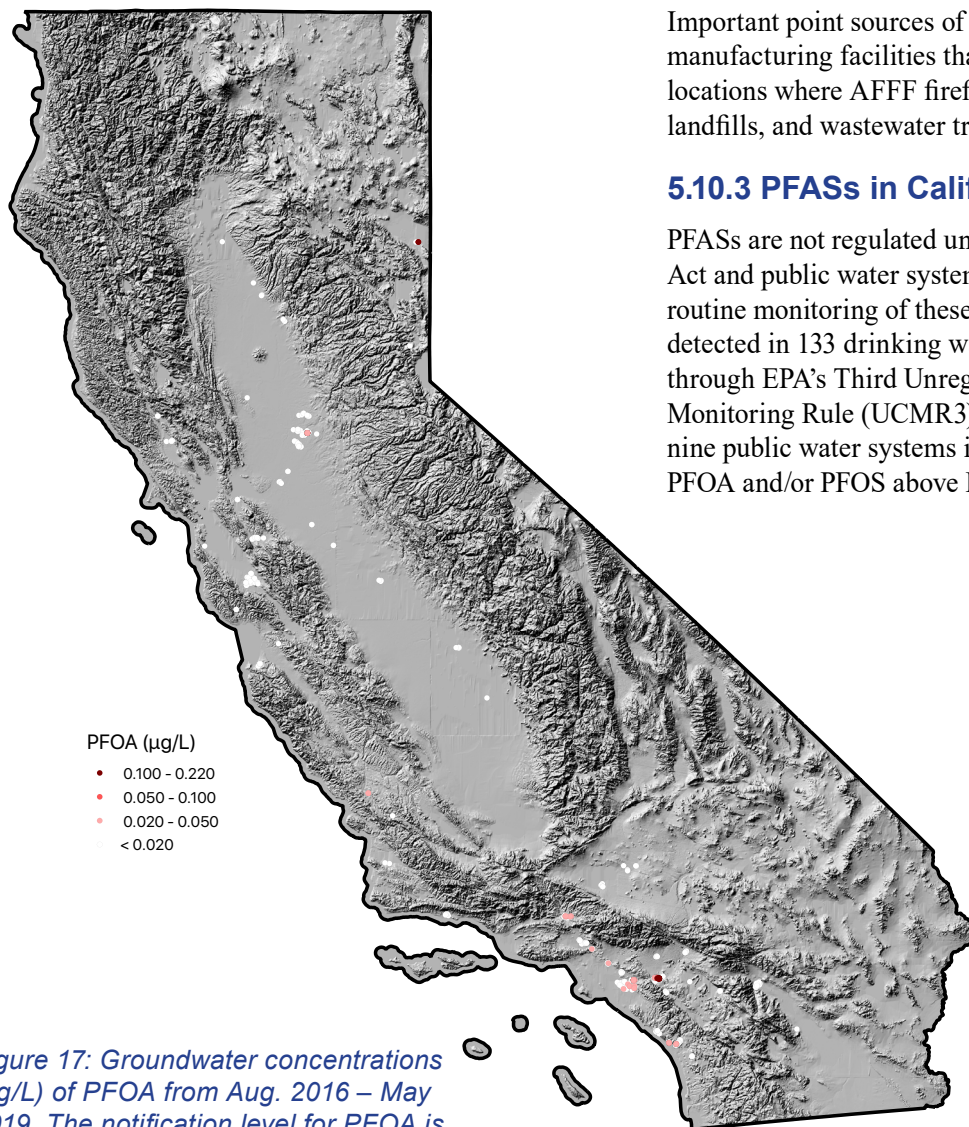 Important point sources of
manufacturing facilities tha
locations where AFFF firef
landfills, and wastewater tr
5.10.3 PFASs in Calif
PFASs are not regulated un
Act and public water system
routine monitoring of these
detected in 133 drinking w
through EPA's Third Unreg
Monitoring Rule (UCMR3)
nine public water systems i
PFOA and/or PFOS above
PFOA (µg/L)
0.100 - 0.220
0.050 - 0.100
0.020 - 0.050
< 0.020
gure 17: Groundwater concentrations
g/L) of PFOA from Aug. 2016 – May
019. The notification level for PFOA is